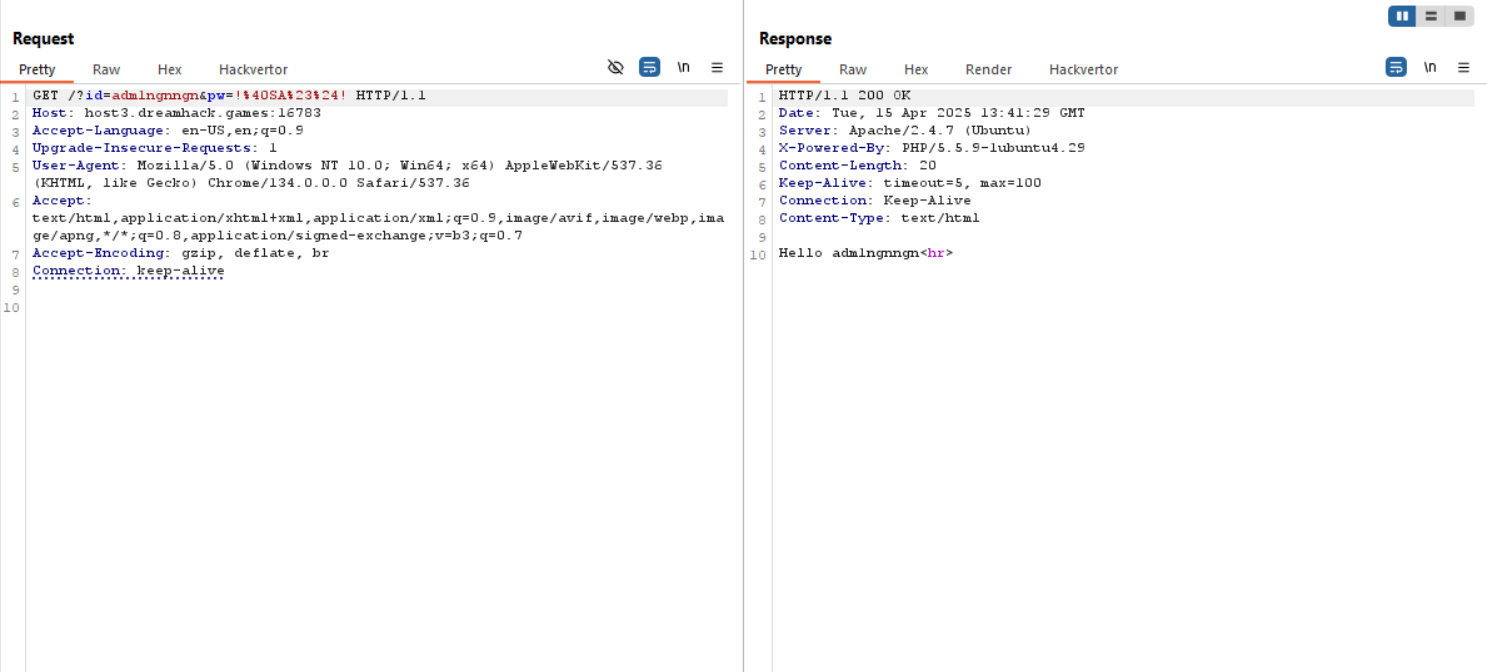 Request
Pretty Raw Hex Hackvertor \n
1 GET /?id=adm1ngnngn&pw=!%40SA%23%24! HTTP/1.1
2 Host: host3.dreamhack.games:16783
3 Accept-Language: en-US,en;q=0.9
4 Upgrade-Insecure-Requests: 1
5 User-Agent: Mozilla/5.0 (Windows NT 10.0; Win64; x64) AppleWebKit/537.36
(KHTML, like Gecko) Chrome/134.0.0.0 Safari/537.36
6 Accept:
text/html,application/xhtml+xml,application/xml;q=0.9,image/avif,image/webp,ima
ge/apng,*/*;q=0.8,application/signed-exchange;v=b3;q=0.7
7 Accept-Encoding: gzip, deflate, br
8 Connection: keep-alive
9
10
Response
Pretty Raw Hex Render Hackvertor \n
1 HTTP/1.1 200 OK
2 Date: Tue, 15 Apr 2025 13:41:29 GMT
3 Server: Apache/2.4.7 (Ubuntu)
4 X-Powered-By: PHP/5.5.9-1ubuntu4.29
5 Content-Length: 20
6 Keep-Alive: timeout=5, max=100
7 Connection: Keep-Alive
8 Content-Type: text/html
9
10 Hello adm1ngnngn<hr>